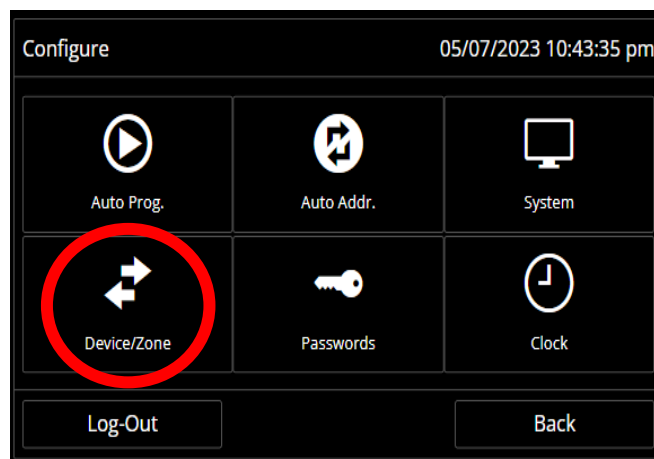 Configure 05/07/2023 10:43:35 pm
Auto Prog. Auto Addr. System
Device/Zone Passwords Clock
Log-Out Back